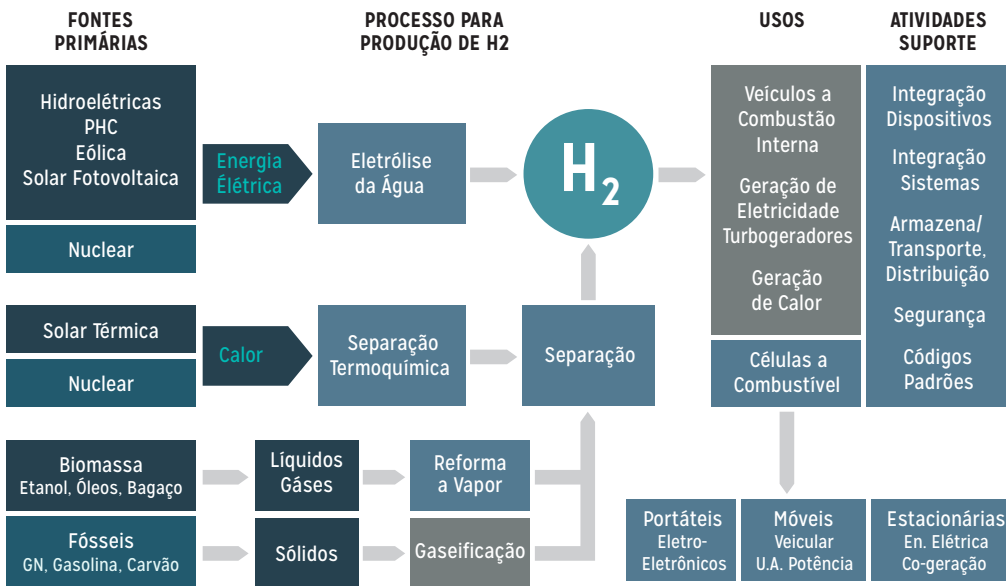 FONTES
PRIMÁRIAS
PROCESSO PARA
PRODUÇÃO DE H2
USOS
ATIVIDADES
SUPORTE
Hidroelétricas
PHC
Eólica
Solar Fotovoltaica
Nuclear
Energia
Élétrica
Eletrólise
da Água
H2
Veículos a
Combustão
Interna
Geração de
Eletricidade
Turbogeradores
Geração
de Calor
Células a
Combustível
Integração
Dispositivos
Integração
Sistemas
Armazena/
Transporte,
Distribuição
Segurança
Códigos
Padrões
Solar Térmica
Nuclear
Calor
Separação
Termoquímica
Separação
Biomassa
Etanol, Óleos, Bagaço
Líquidos
Gáses
Reforma
a Vapor
Fósseis
GN, Gasolina, Carvão
Sólidos
Gaseificação
Portáteis
Eletro-
Eletrônicos
Móveis
Veicular
U.A. Potência
Estacionárias
En. Elétrica
Co-geração